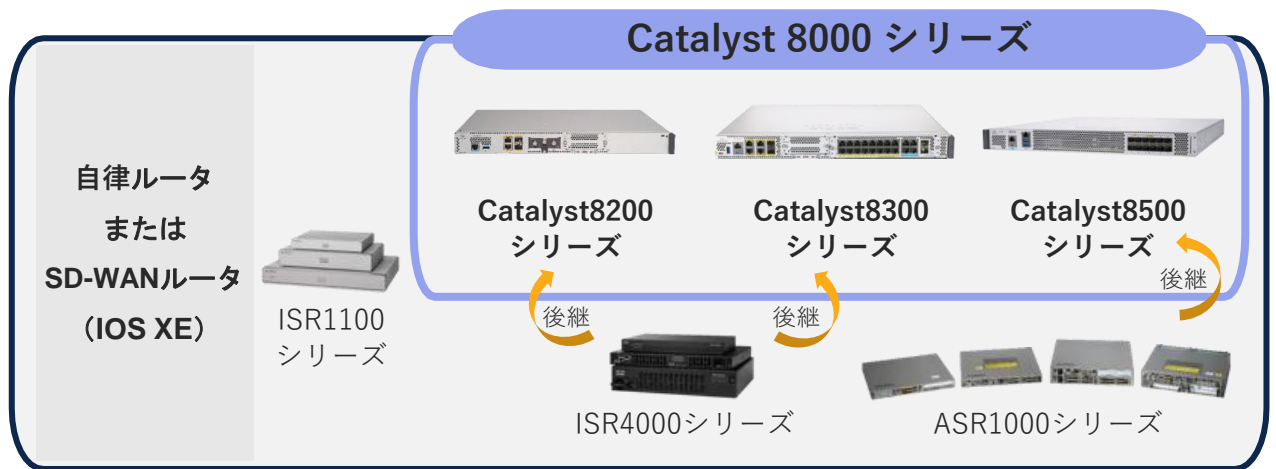 Catalyst 8000 シリーズ
自律ルータ
または
SD-WANルータ
（IOS XE）
Catalyst8200
シリーズ
Catalyst8300
シリーズ
Catalyst8500
シリーズ
後継
後継
後継
ISR1100
シリーズ
ISR4000シリーズ
ASR1000シリーズ